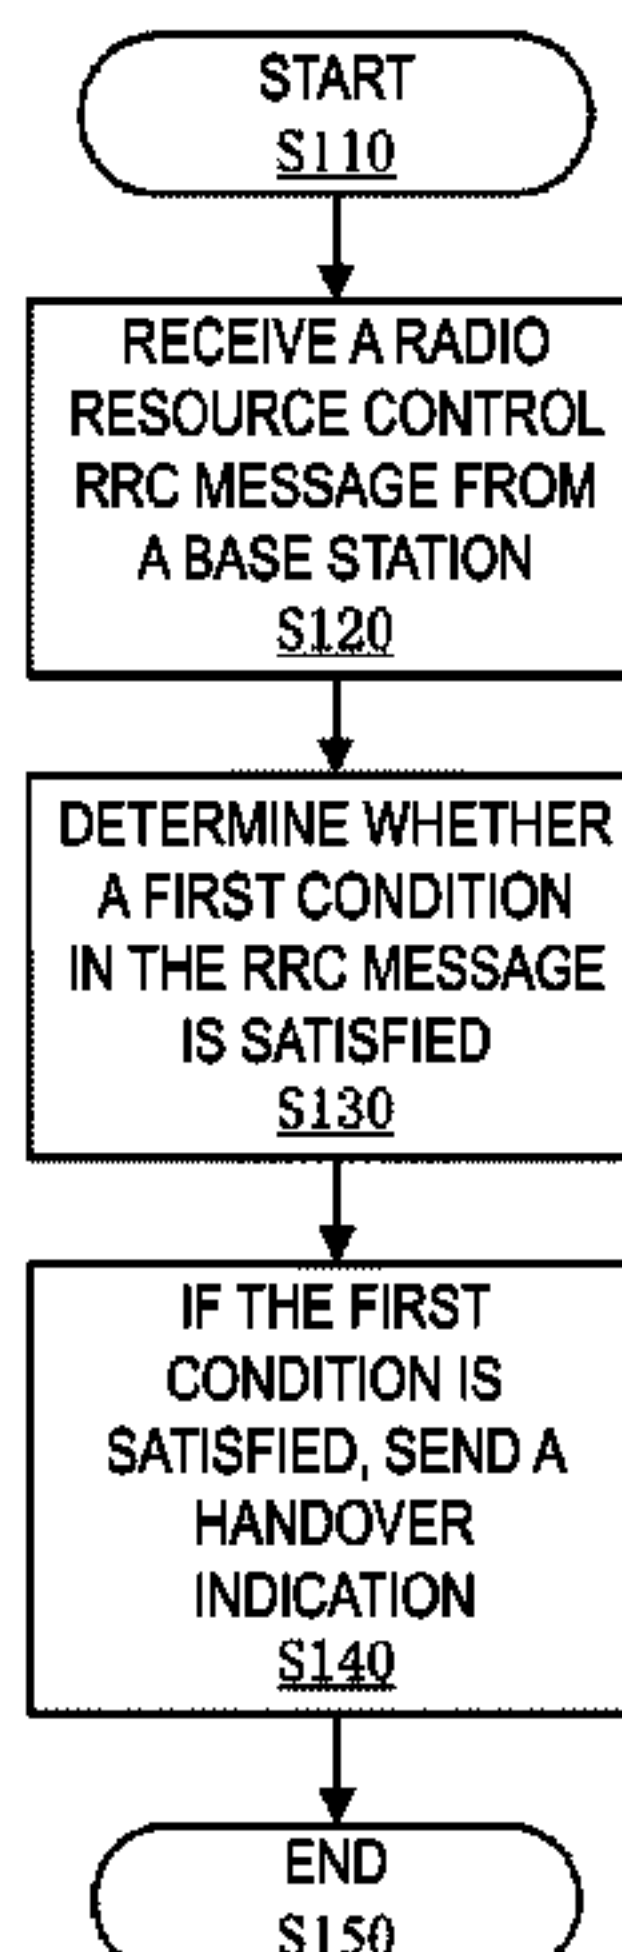 START
S110
RECEIVE A RADIO
RESOURCE CONTROL
RRC MESSAGE FROM
A BASE STATION
S120
DETERMINE WHETHER
A FIRST CONDITION
IN THE RRC MESSAGE
IS SATISFIED
S130
IF THE FIRST
CONDITION IS
SATISFIED, SEND A
HANDOVER
INDICATION
S140
END
S150